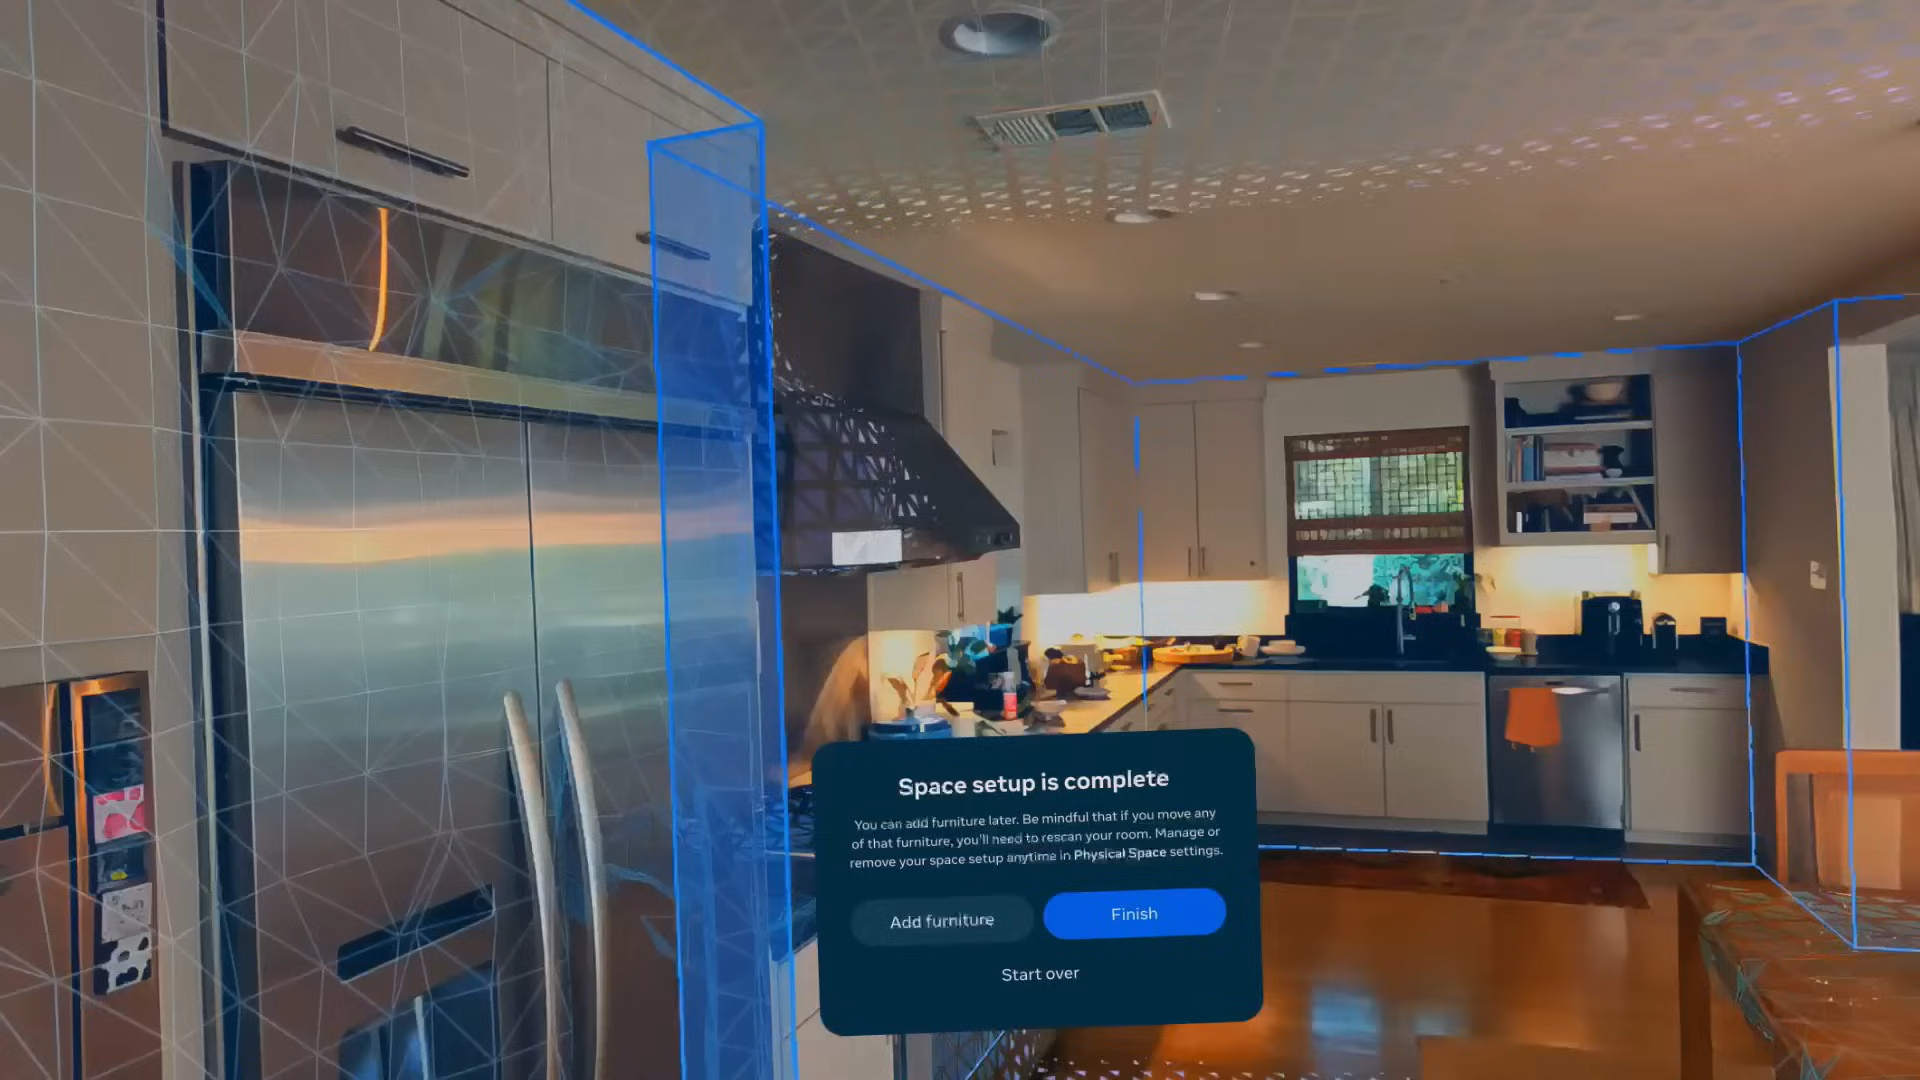 Space setup is complete
You can add furniture later. Be mindful that if you move any
of that furniture, you'll need to rescan your room. Manage or
remove your space setup anytime in Physical Space settings.
Add furniture
Finish
Start over